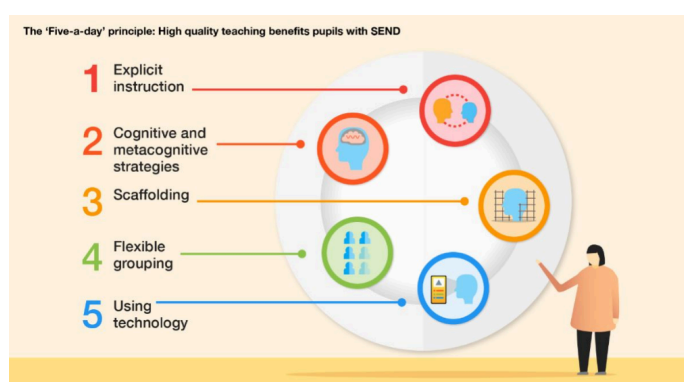 The ‘Five-a-day’ principle: High quality teaching benefits pupils with SEND
1 Explicit
instruction
2 Cognitive and
metacognitive
strategies
3 Scaffolding
4 Flexible
grouping
5 Using
technology